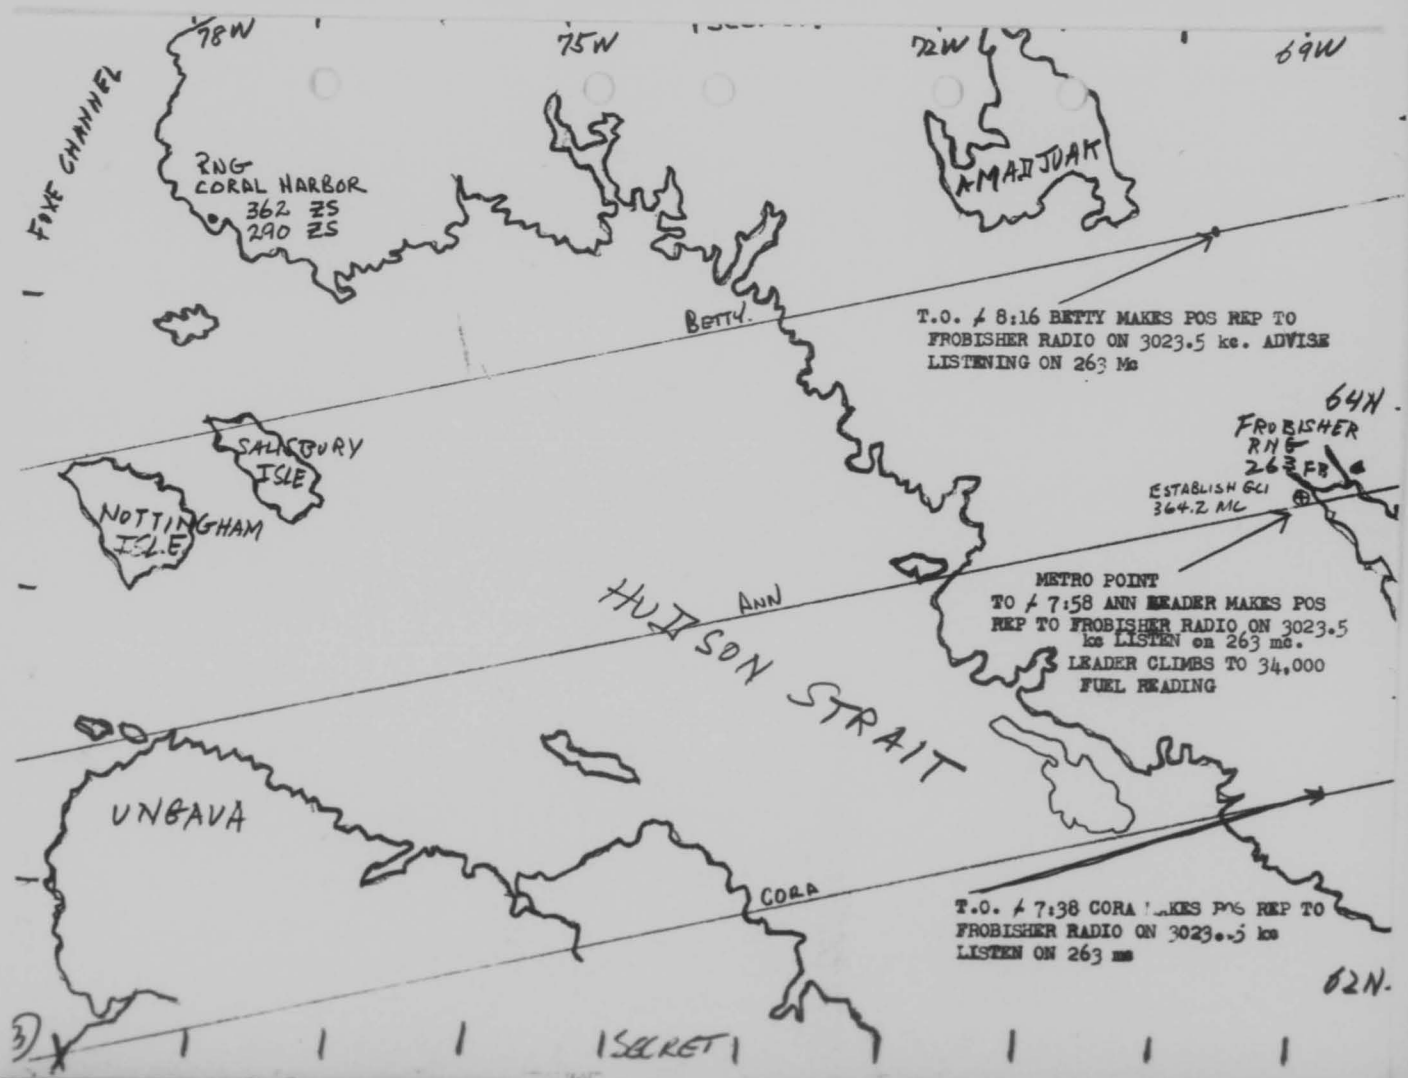 78W
75W
72W
69W
FOXE CHANNEL
RNG
CORAL HARBOR
362 ZS
290 ZS
AMADJUAK
BETTY.
T.O. ⌿ 8:16 BETTY MAKES POS REP TO
FROBISHER RADIO ON 3023.5 kc. ADVISE
LISTENING ON 263 Mc
64N.
FROBISHER
RNG
263 FB
ESTABLISH GCI
364.2 MC
SALISBURY
ISLE
NOTTINGHAM
ISLE
METRO POINT
TO ⌿ 7:58 ANN LEADER MAKES POS
REP TO FROBISHER RADIO ON 3023.5
kc LISTEN on 263 mc.
LEADER CLIMBS TO 34,000
FUEL READING
ANN
HUDSON STRAIT
UNGAVA
CORA
T.O. ⌿ 7:38 CORA MAKES POS REP TO
FROBISHER RADIO ON 3023.5 kc
LISTEN ON 263 mc
62N.
3)
SECRET